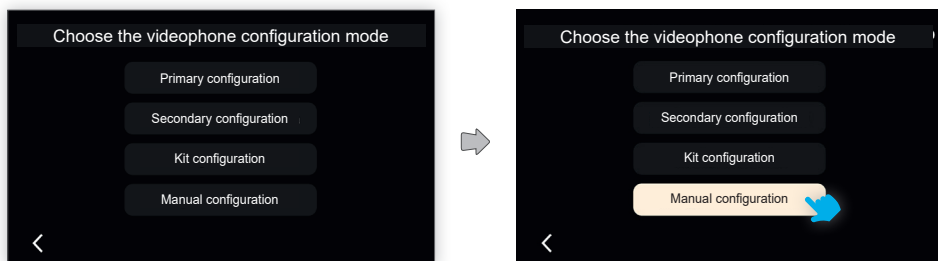 Choose the videophone configuration mode
Primary configuration
Secondary configuration
Kit configuration
Manual configuration
Choose the videophone configuration mode
Primary configuration
Secondary configuration
Kit configuration
Manual configuration